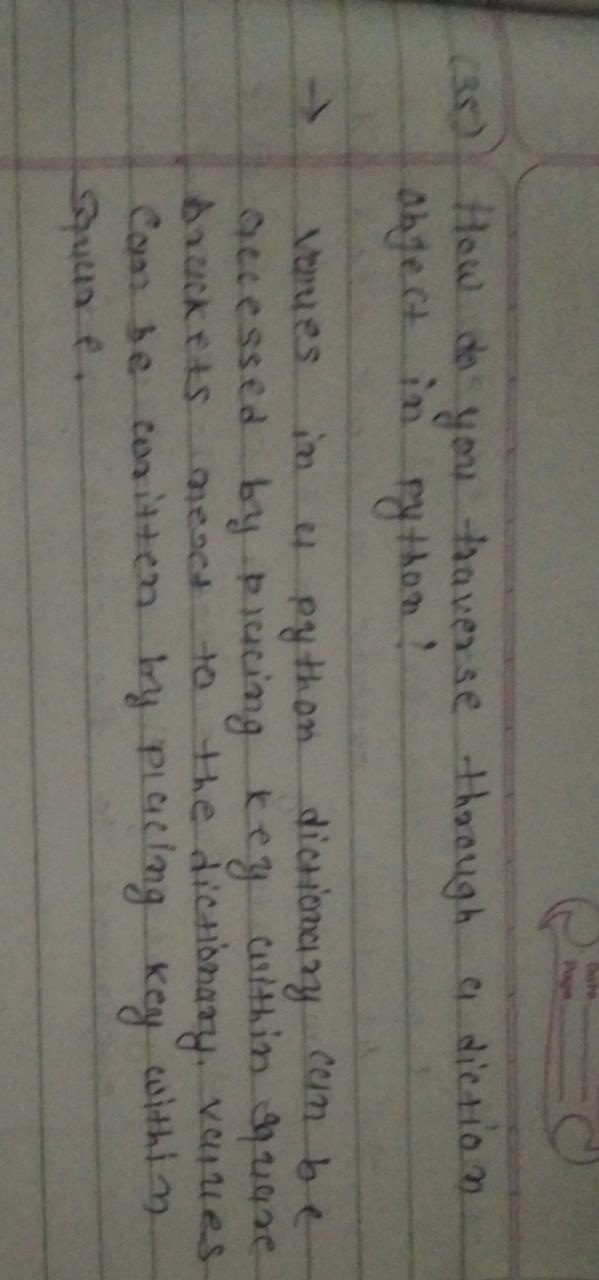 Date
Page
(35) How do you traverse through a diction
object in python?
→ Values in a python dictionary can be
accessed by placing key within square
brackets next to the dictionary. values
Can be written by placing key within
square.